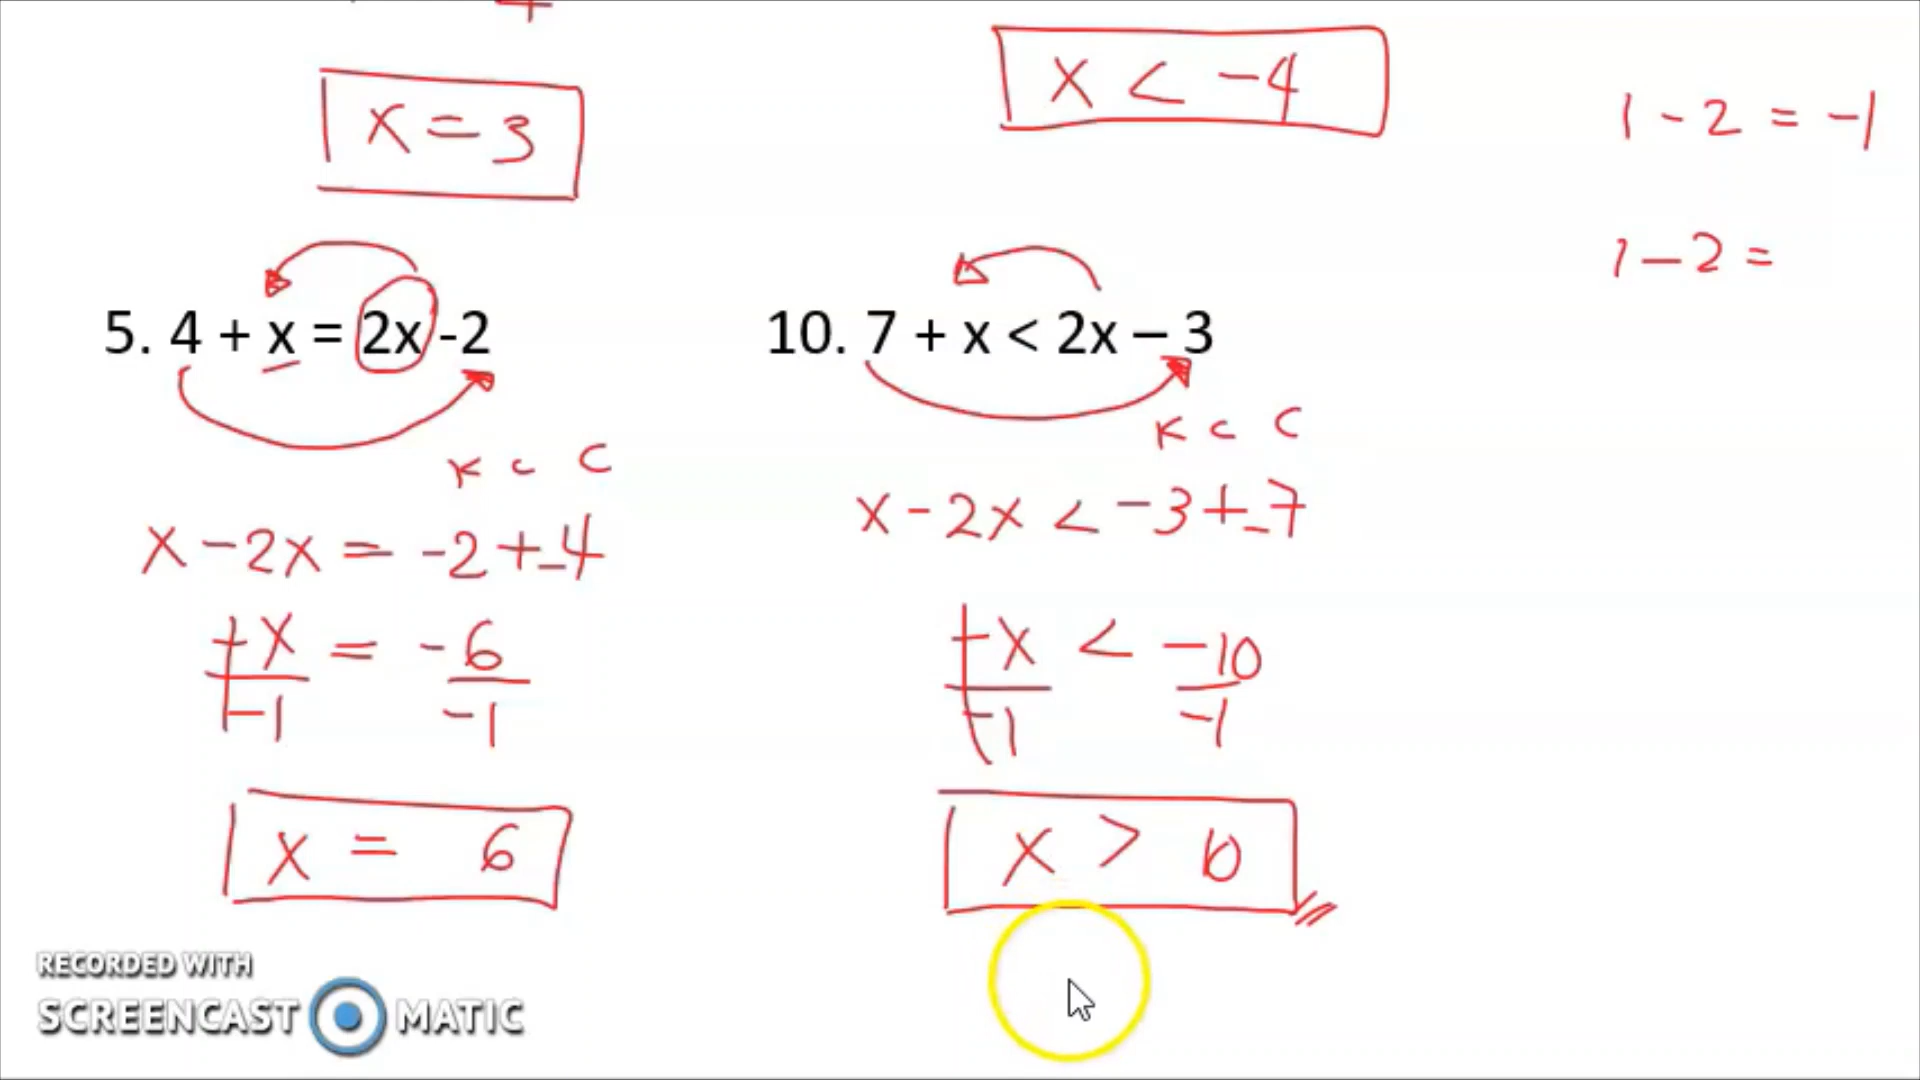 x = 3
x < -4
1 - 2 = -1
1 - 2 =
5. 4 + x = 2x -2
10. 7 + x < 2x – 3
K C C
K C C
x - 2x = -2 + -4
x - 2x < -3 + -7
-x = -6
-1 -1
-x < -10
-1 -1
x = 6
x > 10
RECORDED WITH
SCREENCAST MATIC